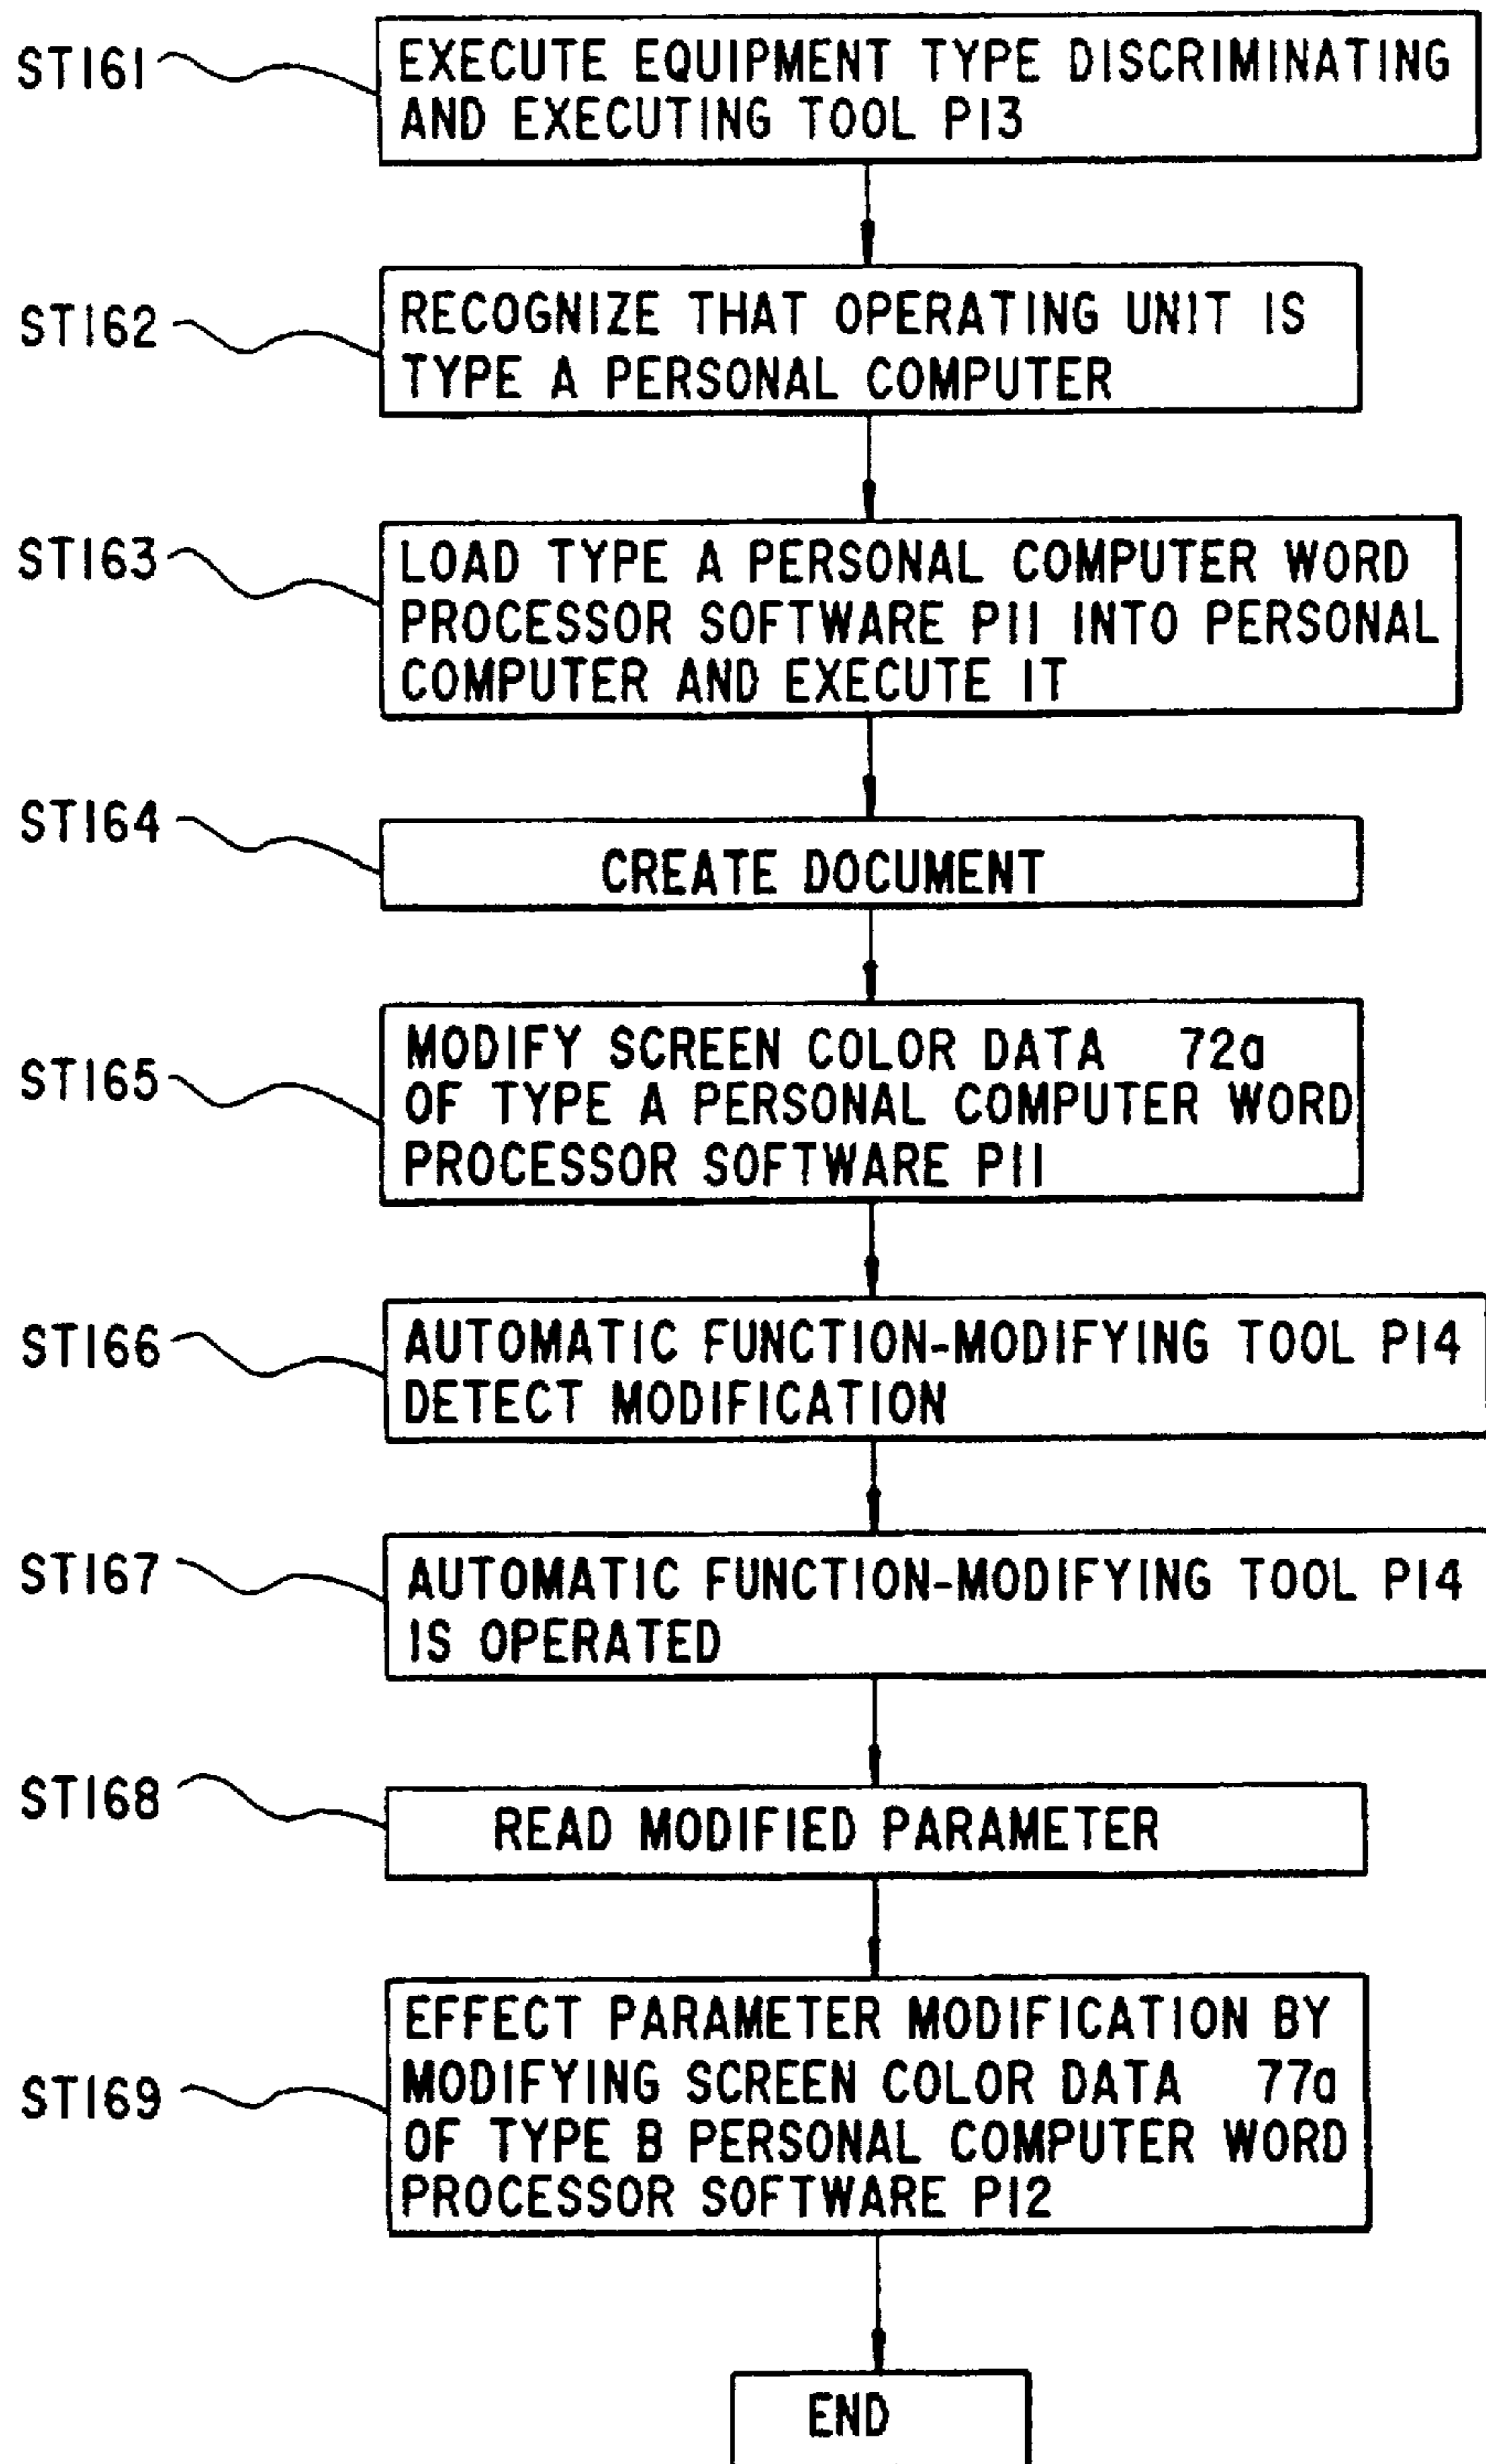 ST161
EXECUTE EQUIPMENT TYPE DISCRIMINATING
AND EXECUTING TOOL P13
ST162
RECOGNIZE THAT OPERATING UNIT IS
TYPE A PERSONAL COMPUTER
ST163
LOAD TYPE A PERSONAL COMPUTER WORD
PROCESSOR SOFTWARE P11 INTO PERSONAL
COMPUTER AND EXECUTE IT
ST164
CREATE DOCUMENT
ST165
MODIFY SCREEN COLOR DATA 72a
OF TYPE A PERSONAL COMPUTER WORD
PROCESSOR SOFTWARE P11
ST166
AUTOMATIC FUNCTION-MODIFYING TOOL P14
DETECT MODIFICATION
ST167
AUTOMATIC FUNCTION-MODIFYING TOOL P14
IS OPERATED
ST168
READ MODIFIED PARAMETER
ST169
EFFECT PARAMETER MODIFICATION BY
MODIFYING SCREEN COLOR DATA 77a
OF TYPE B PERSONAL COMPUTER WORD
PROCESSOR SOFTWARE P12
END